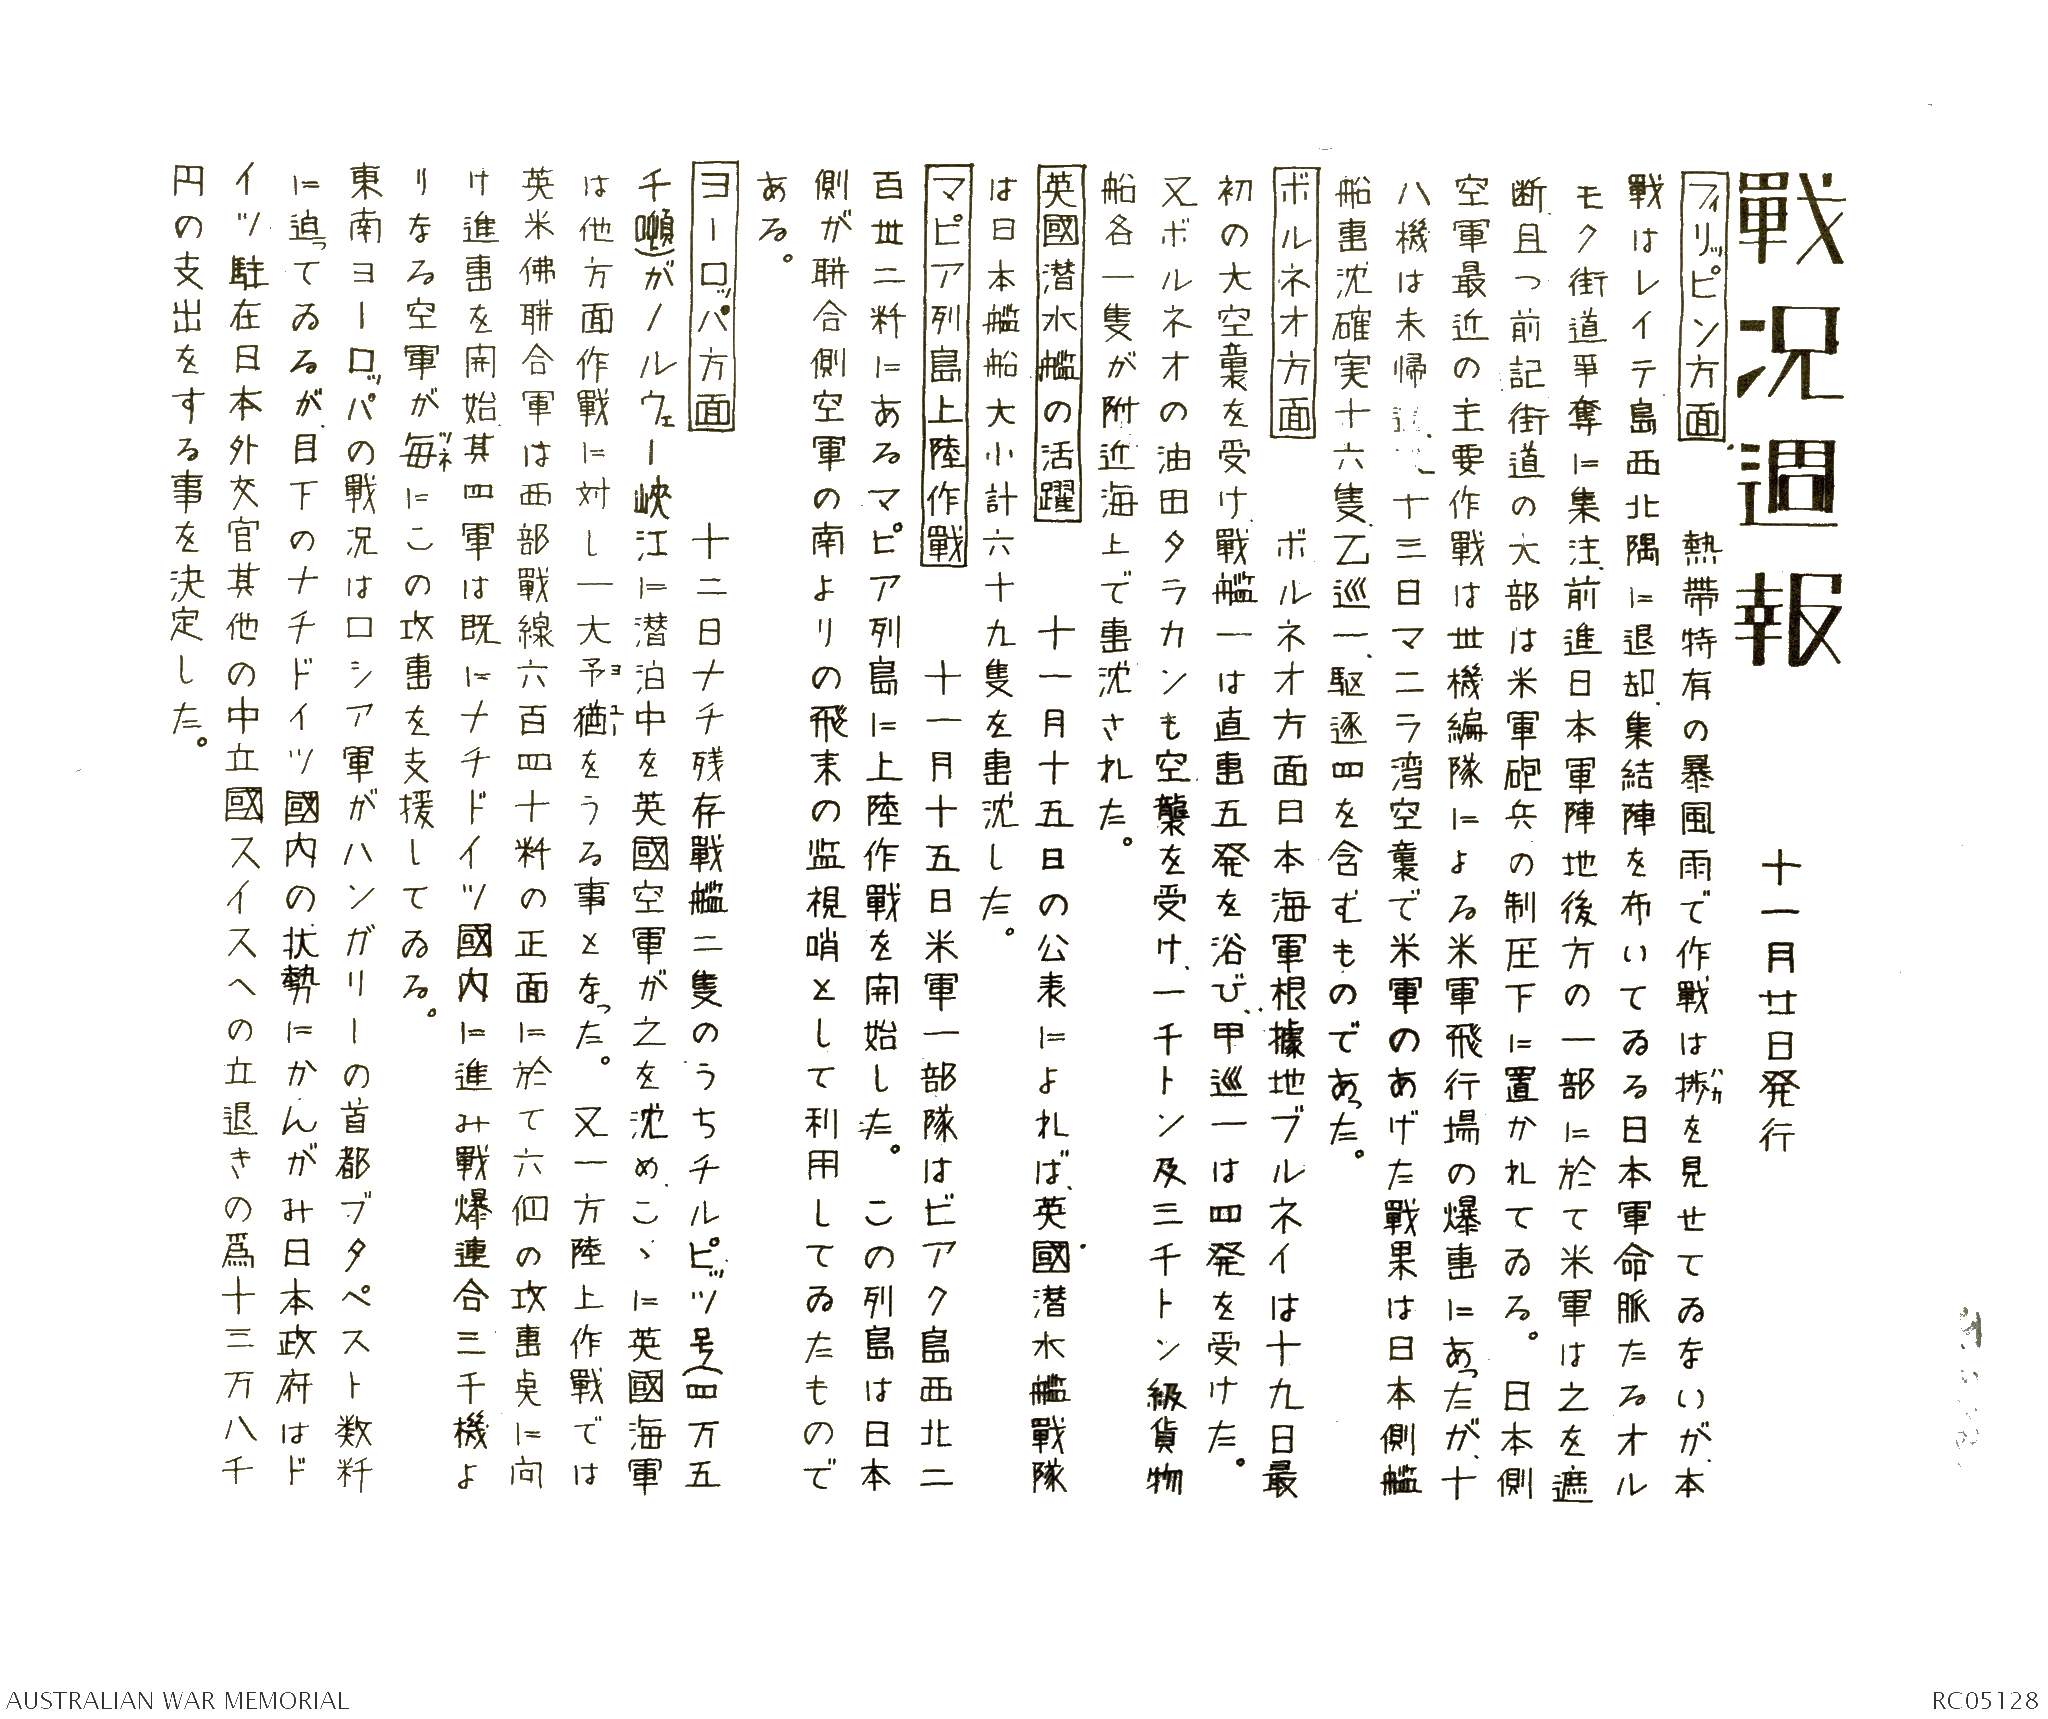 戰況週報
十一月廿日発行
フィリッピン方面　熱帶特有の暴風雨で作戰は捗ハカを見せてゐないが、本
戰はレイテ島西北隅に退却、集結陣を布いてゐる日本軍命脈たるオル
モク街道爭奪に集注、前進日本軍陣地後方の一部に於て米軍は之を遮
断、且つ前記街道の大部は米軍砲兵の制圧下に置かれてゐる。日本側
空軍最近の主要作戰は丗機編隊による米軍飛行場の爆擊にあったが、十
八機は未帰 十三日マニラ湾空襲で米軍のあげた戰果は日本側艦
船擊沈確実十六隻、乙巡一、駆逐四を含むものであった。
ボルネオ方面　ボルネオ方面日本海軍根據地ブルネイは十九日最
初の大空襲を受け、戰艦一は直擊五発を浴び、甲巡一は四発を受けた。
又ボルネオの油田タラカンも空襲を受け、一千トン及三千トン級貨物
船各一隻が附近海上で擊沈された。
英國潜水艦の活躍　十一月十五日の公表によれば、英國潜水艦戰隊
は日本艦船大小計六十九隻を擊沈した。
マピア列島上陸作戰　十一月十五日米軍一部隊はビアク島西北二
百丗二粁にあるマピア列島に上陸作戰を開始した。この列島は日本
側が聯合側空軍の南よりの飛来の監視哨として利用してゐたもので
ある。
ヨーロッパ方面　十二日ナチ残存戰艦二隻のうちチルピッツ号(四万五
千噸)がノルウェー峡江に潜泊中を英國空軍が之を沈め、こゝに英國海軍
は他方面作戰に対し一大予猶ヨユーをうる事となった。又一方陸上作戰では
英米佛聯合軍は西部戰線六百四十粁の正面に於て六個の攻擊点に向
け進擊を開始、其四軍は既にナチドイツ國内に進み戰爆連合三千機よ
りなる空軍が毎ツネにこの攻擊を支援してゐる。
東南ヨーロッパの戰況はロシア軍がハンガリーの首都ブタペスト数粁
に迫ってゐるが、目下のナチドイツ國内の状勢にかんがみ日本政府はド
イツ駐在日本外交官其他の中立國スイスへの立退きの爲十三万八千
円の支出をする事を決定した。
AUSTRALIAN WAR MEMORIAL
RC05128